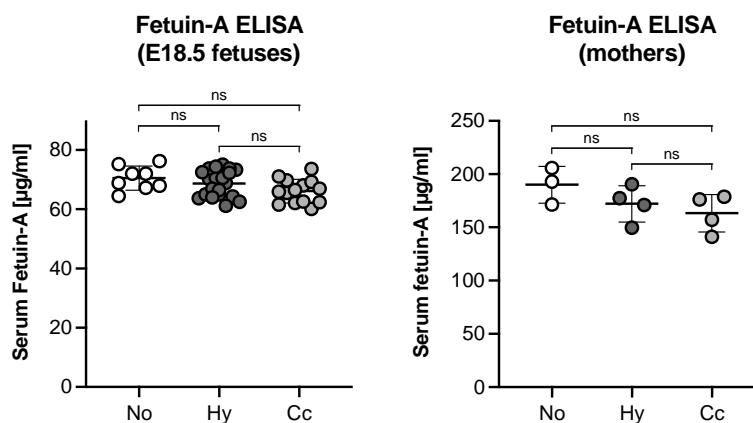 Fetuin-A ELISA
(E18.5 fetuses)
ns
ns
ns
Serum Fetuin-A [µg/ml]
80
60
40
20
0
No Hy Cc
Fetuin-A ELISA
(mothers)
ns
ns
ns
Serum fetuin-A [µg/ml]
250
200
150
100
50
0
No Hy Cc